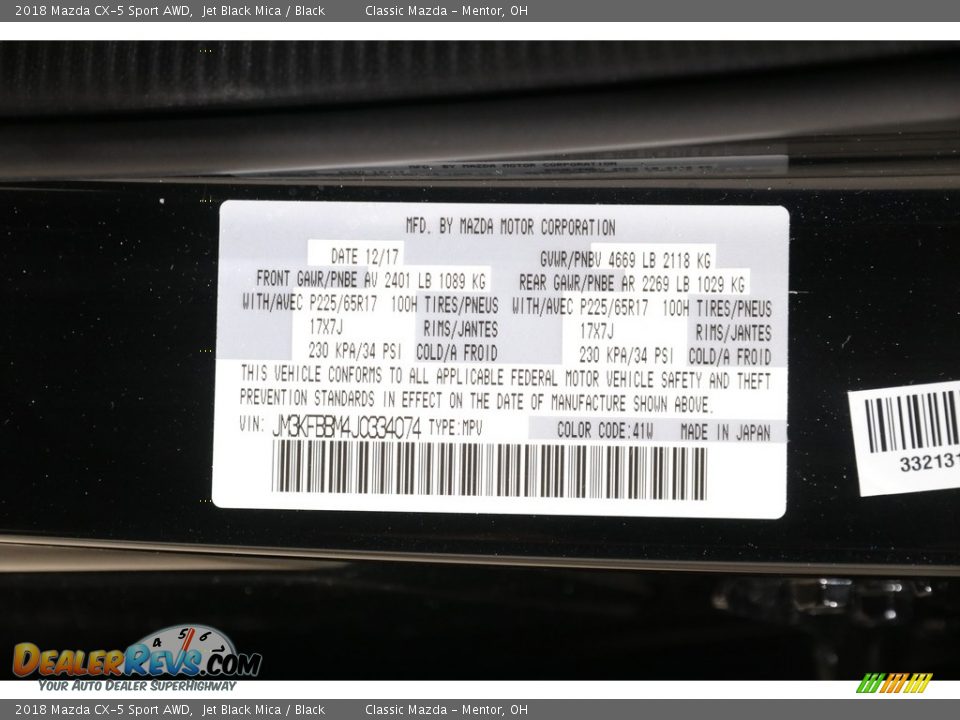 2018 Mazda CX-5 Sport AWD, Jet Black Mica / Black Classic Mazda - Mentor, OH
MFD. BY MAZDA MOTOR CORPORATION
DATE 12/17 GVWR/PNBV 4669 LB 2118 KG
FRONT GAWR/PNBE AV 2401 LB 1089 KG REAR GAWR/PNBE AR 2269 LB 1029 KG
WITH/AVEC P225/65R17 100H TIRES/PNEUS WITH/AVEC P225/65R17 100H TIRES/PNEUS
17X7J RIMS/JANTES 17X7J RIMS/JANTES
230 KPA/34 PSI COLD/A FROID 230 KPA/34 PSI COLD/A FROID
THIS VEHICLE CONFORMS TO ALL APPLICABLE FEDERAL MOTOR VEHICLE SAFETY AND THEFT
PREVENTION STANDARDS IN EFFECT ON THE DATE OF MANUFACTURE SHOWN ABOVE.
VIN: JM3KFBBM4J0334074 TYPE:MPV COLOR CODE:41W MADE IN JAPAN
332131
4 5 6
DEALERREVS.COM
YOUR AUTO DEALER SUPERHIGHWAY
2018 Mazda CX-5 Sport AWD, Jet Black Mica / Black Classic Mazda - Mentor, OH